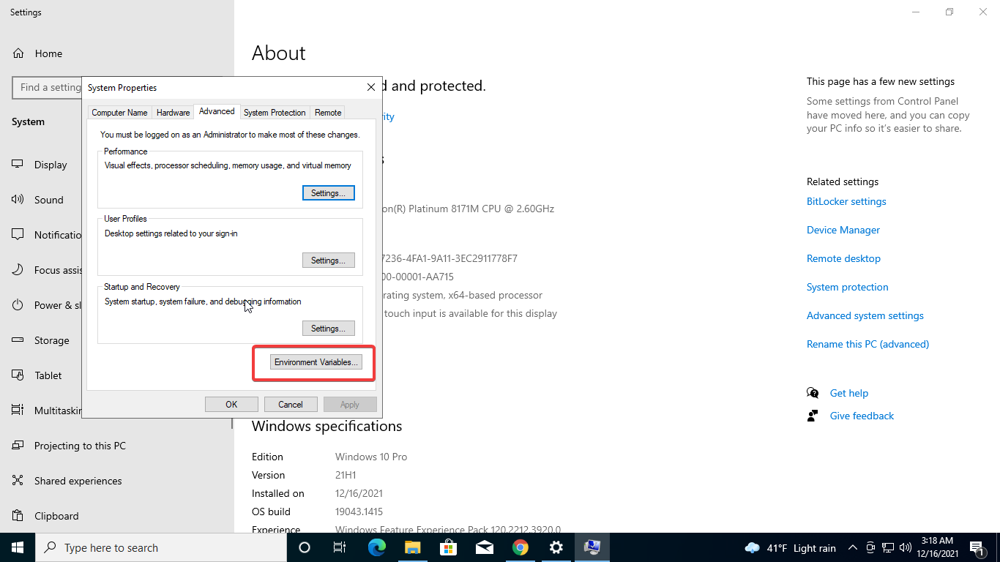 Settings
Home
Find a setting
System
Display
Sound
Notificatio
Focus assis
Power & sl
Storage
Tablet
Multitaskin
Projecting to this PC
Shared experiences
Clipboard
System Properties
Computer Name
Hardware
Advanced
System Protection
Remote
You must be logged on as an Administrator to make most of these changes.
Performance
Visual effects, processor scheduling, memory usage, and virtual memory
Settings...
User Profiles
Desktop settings related to your sign-in
Settings...
Startup and Recovery
System startup, system failure, and debugging information
Settings...
Environment Variables...
OK
Cancel
Apply
About
d and protected.
rity
s
on(R) Platinum 8171M CPU @ 2.60GHz
7236-4FA1-9A11-3EC2911778F7
00-00001-AA715
rating system, x64-based processor
touch input is available for this display
Windows specifications
Edition Windows 10 Pro
Version 21H1
Installed on 12/16/2021
OS build 19043.1415
Experience Windows Feature Experience Pack 120.2212.3920.0
This page has a few new settings
Some settings from Control Panel
have moved here, and you can copy
your PC info so it's easier to share.
Related settings
BitLocker settings
Device Manager
Remote desktop
System protection
Advanced system settings
Rename this PC (advanced)
Get help
Give feedback
Type here to search
41°F Light rain
3:18 AM
12/16/2021
1